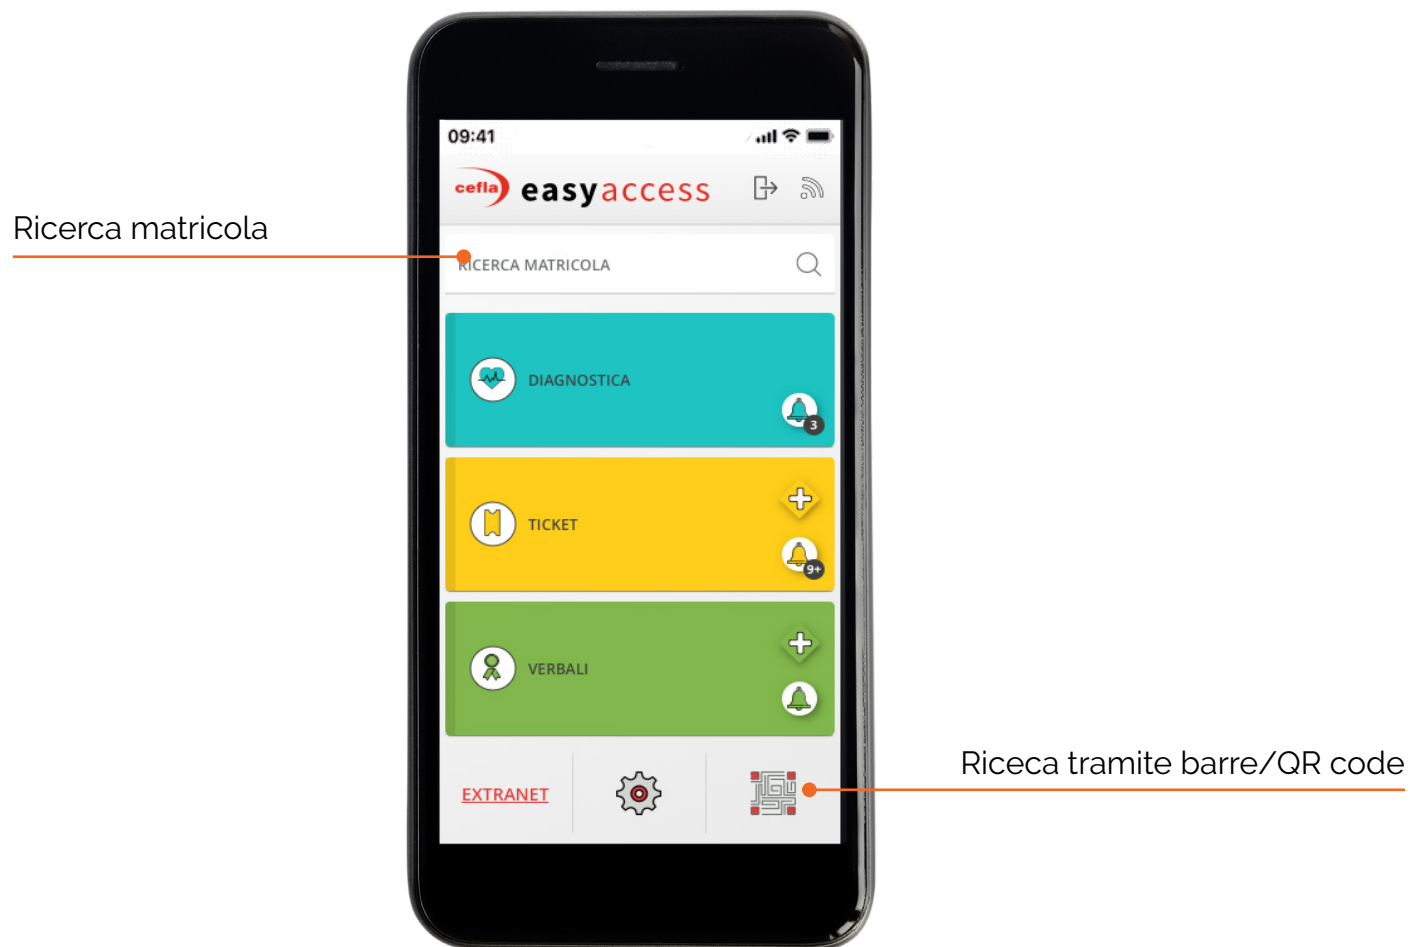 09:41
cefla easyaccess
Ricerca matricola
RICERCA MATRICOLA
DIAGNOSTICA
3
TICKET
9+
VERBALI
Riceca tramite barre/QR code
EXTRANET